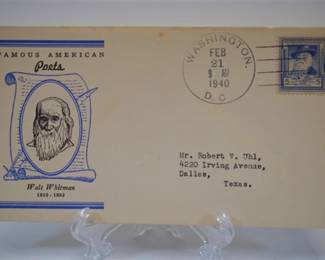 FAMOUS AMERICAN
Poets
Walt Whitman
1819 - 1892
WASHINGTON,
FEB
21
9 AM
1940
D. C.
Mr. Robert V. Uhl,
4220 Irving Avenue,
Dallas,
Texas.